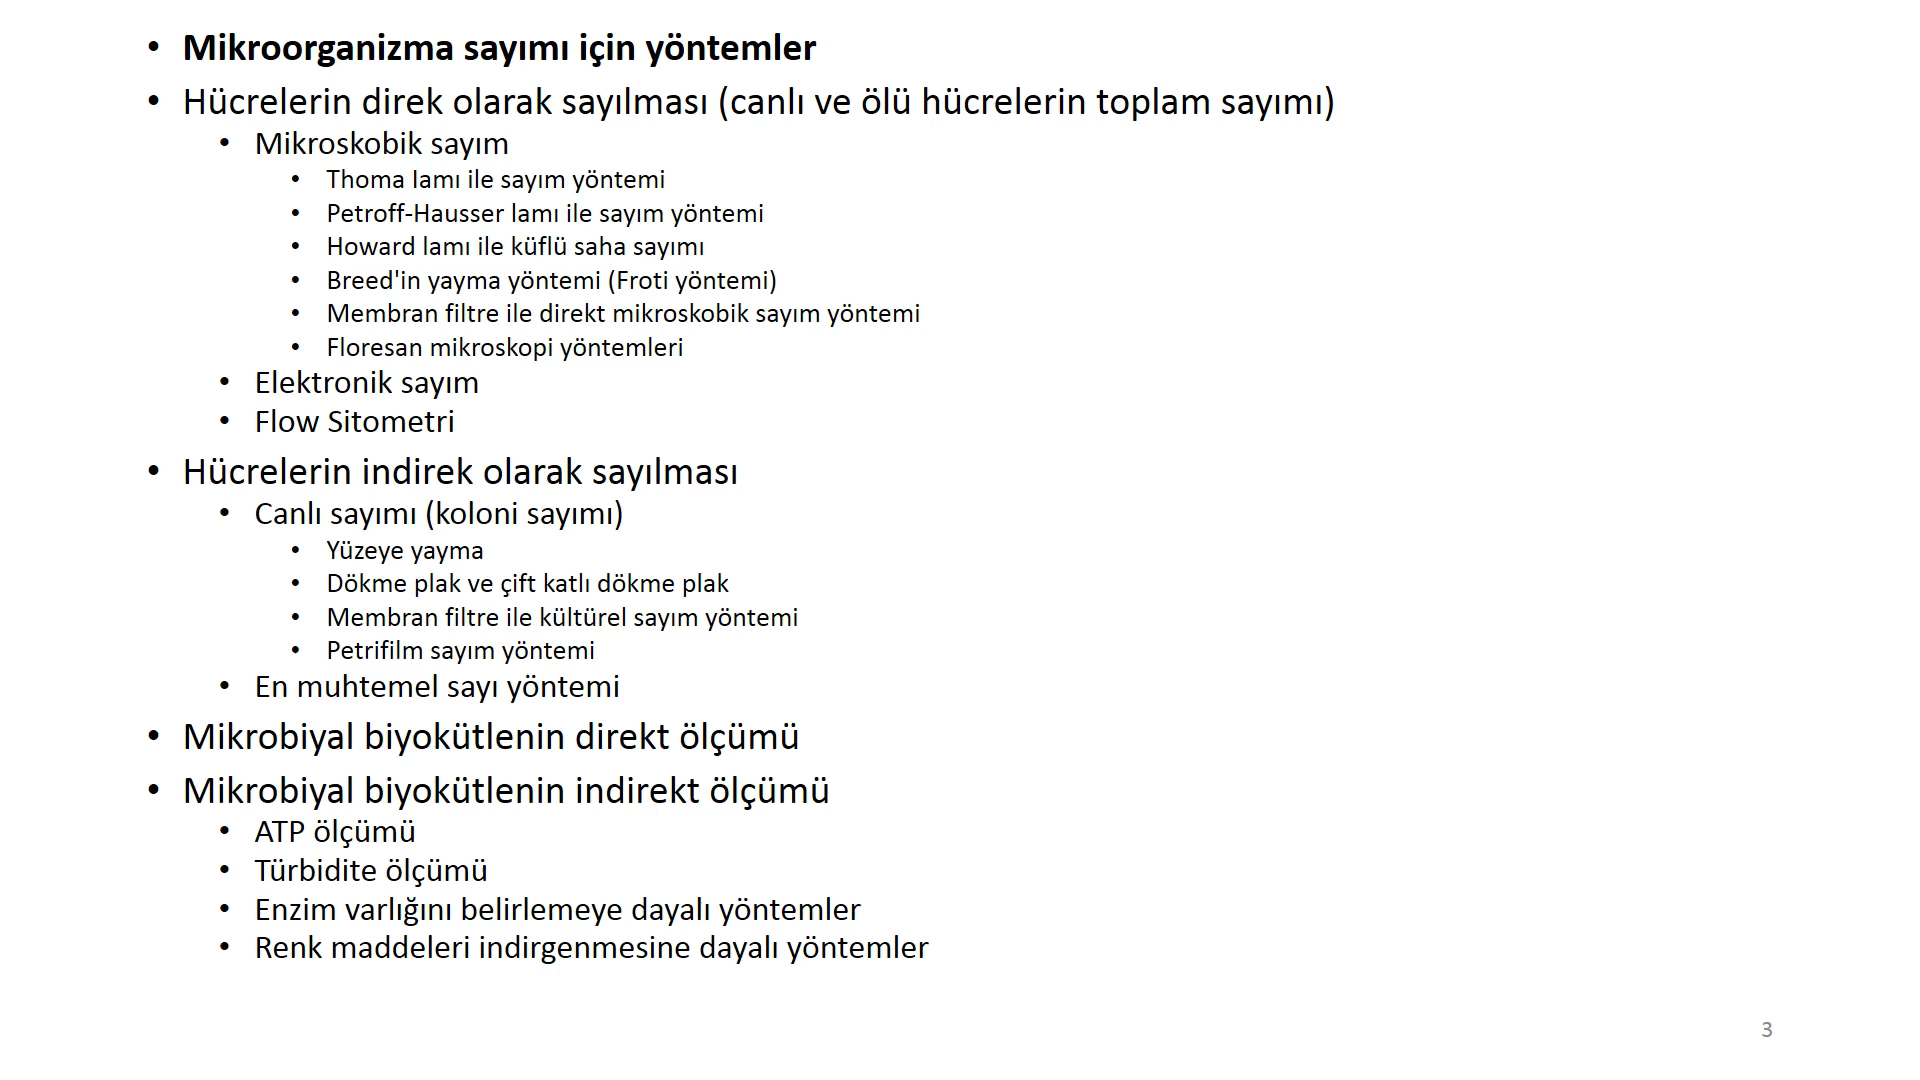 • Mikroorganizma sayımı için yöntemler
• Hücrelerin direk olarak sayılması (canlı ve ölü hücrelerin toplam sayımı)
• Mikroskobik sayım
• Thoma lamı ile sayım yöntemi
• Petroff-Hausser lamı ile sayım yöntemi
• Howard lamı ile küflü saha sayımı
• Breed'in yayma yöntemi (Froti yöntemi)
• Membran filtre ile direkt mikroskobik sayım yöntemi
• Floresan mikroskopi yöntemleri
• Elektronik sayım
• Flow Sitometri
• Hücrelerin indirek olarak sayılması
• Canlı sayımı (koloni sayımı)
• Yüzeye yayma
• Dökme plak ve çift katlı dökme plak
• Membran filtre ile kültürel sayım yöntemi
• Petrifilm sayım yöntemi
• En muhtemel sayı yöntemi
• Mikrobiyal biyokütlenin direkt ölçümü
• Mikrobiyal biyokütlenin indirekt ölçümü
• ATP ölçümü
• Türbidite ölçümü
• Enzim varlığını belirlemeye dayalı yöntemler
• Renk maddeleri indirgenmesine dayalı yöntemler
3